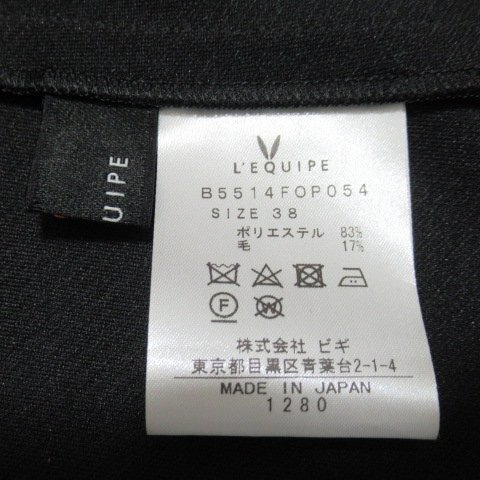 UIPE
L'EQUIPE
B5514FOP054
SIZE 38
ポリエステル 83%
毛 17%
F
W
株式会社 ビギ
東京都目黒区青葉台2-1-4
MADE IN JAPAN
1280